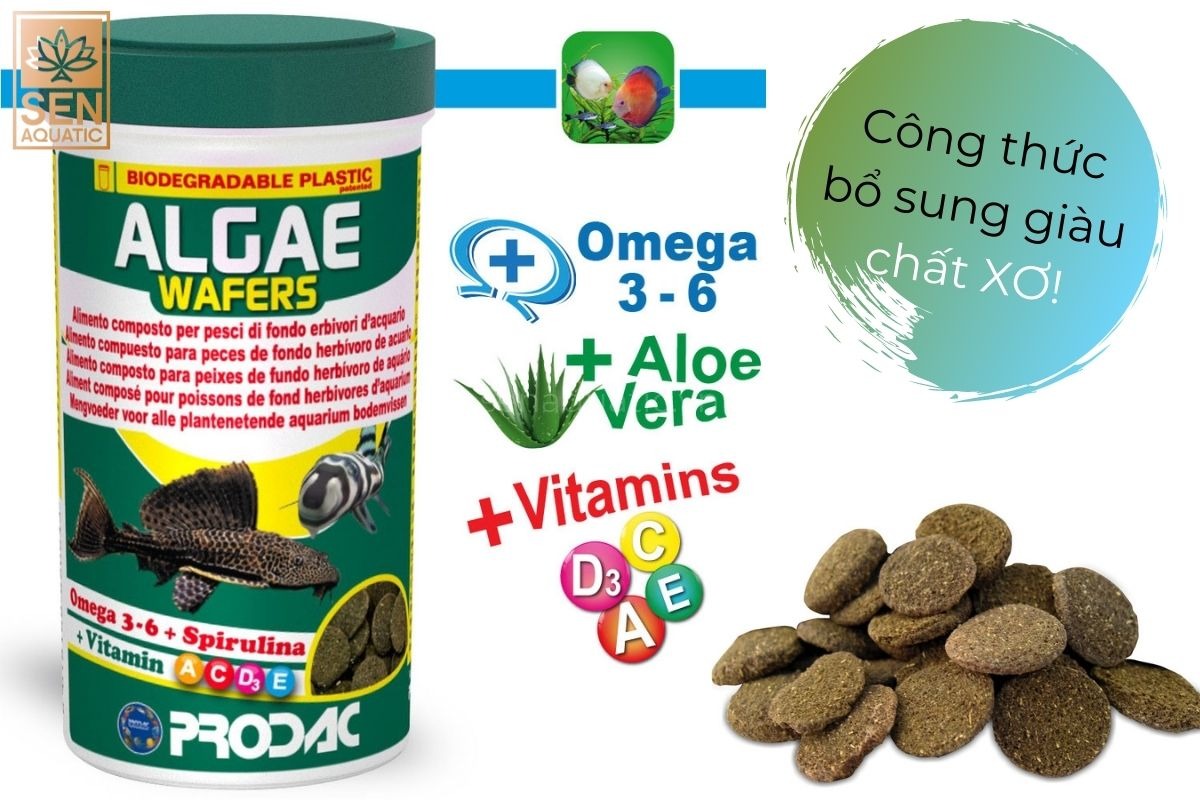 SEN
AQUATIC
BIODEGRADABLE PLASTIC
patented
ALGAE
WAFERS
Alimento composto per pesci di fondo erbivori d'acquario
Alimento compuesto para peces de fondo herbívoro de acuario
Alimento composto para peixes de fundo herbívoro de aquário
Aliment composé pour poissons de fond herbivores d'aquarium
Mengvoeder voor alle plantenetende aquarium bodemvissen
Omega 3-6 + Spirulina
+ Vitamin A C D3 E
PRODAC
+ Omega
3 - 6
+ Aloe
Vera
+ Vitamins
C
D3
E
A
Công thức
bổ sung giàu
chất XƠ!